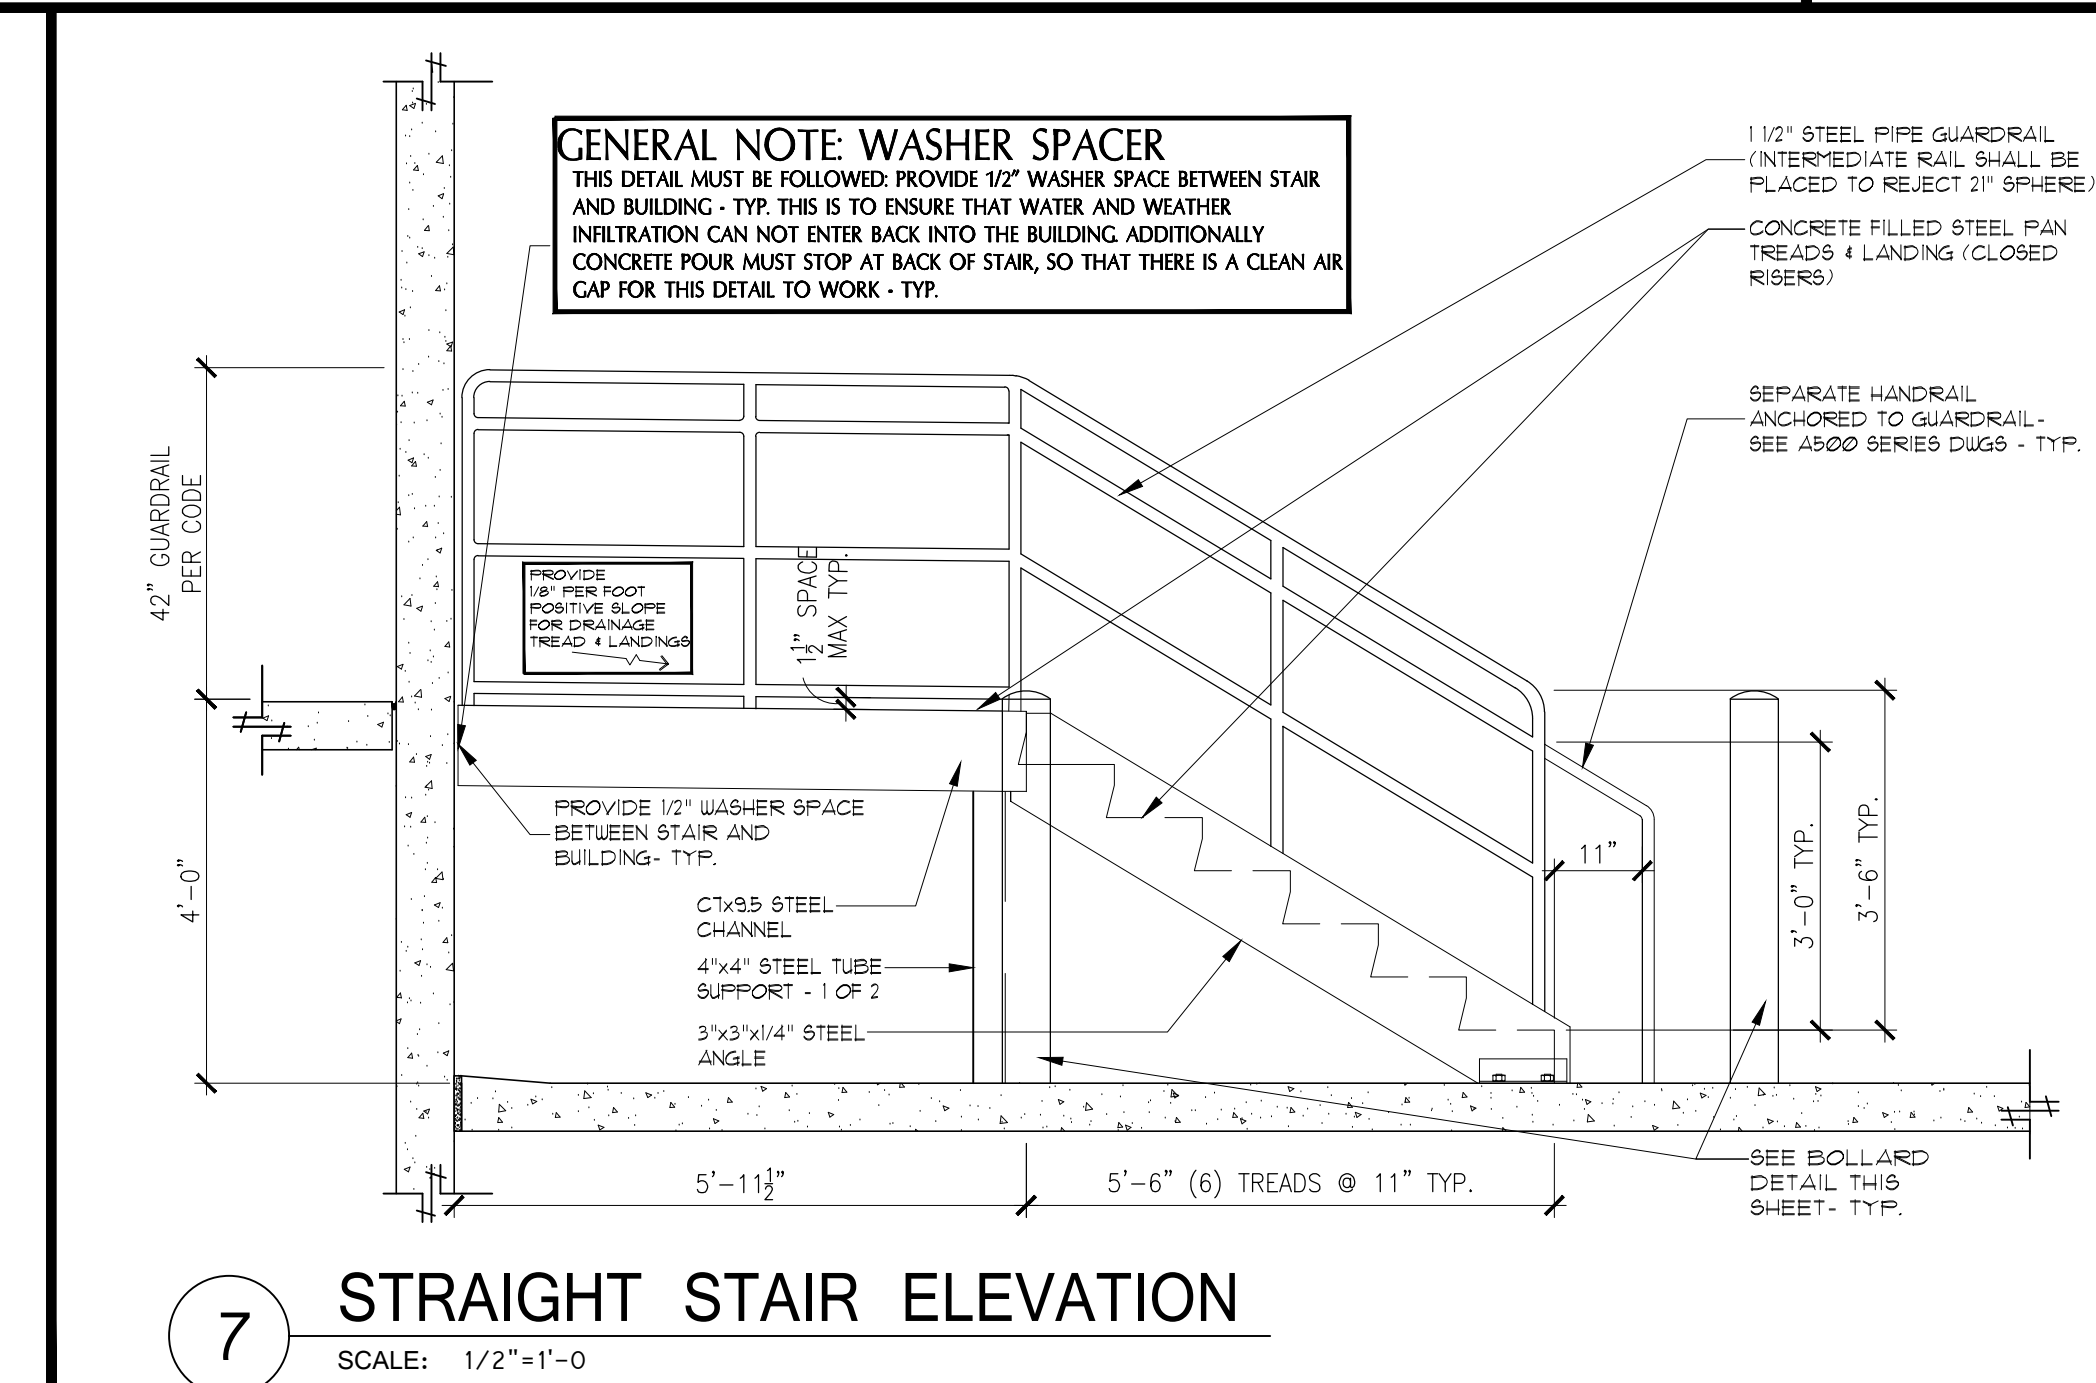 GENERAL NOTE: WASHER SPACER
THIS DETAIL MUST BE FOLLOWED: PROVIDE 1/2" WASHER SPACE BETWEEN STAIR
AND BUILDING - TYP. THIS IS TO ENSURE THAT WATER AND WEATHER
INFILTRATION CAN NOT ENTER BACK INTO THE BUILDING. ADDITIONALLY
CONCRETE POUR MUST STOP AT BACK OF STAIR, SO THAT THERE IS A CLEAN AIR
GAP FOR THIS DETAIL TO WORK - TYP.
1 1/2" STEEL PIPE GUARDRAIL
(INTERMEDIATE RAIL SHALL BE
PLACED TO REJECT 21" SPHERE)
CONCRETE FILLED STEEL PAN
TREADS & LANDING (CLOSED
RISERS)
SEPARATE HANDRAIL
ANCHORED TO GUARDRAIL-
SEE A500 SERIES DWGS - TYP.
42" GUARDRAIL
PER CODE
PROVIDE
1/8" PER FOOT
POSITIVE SLOPE
FOR DRAINAGE
TREAD & LANDINGS
1 1/2" SPACE
MAX TYP.
4'-0"
PROVIDE 1/2" WASHER SPACE
BETWEEN STAIR AND
BUILDING- TYP.
C7x9.5 STEEL
CHANNEL
4"x4" STEEL TUBE
SUPPORT - 1 OF 2
3"x3"x1/4" STEEL
ANGLE
11"
3'-0" TYP.
3'-6" TYP.
SEE BOLLARD
DETAIL THIS
SHEET- TYP.
5'-11 1/2"
5'-6" (6) TREADS @ 11" TYP.
7
STRAIGHT STAIR ELEVATION
SCALE: 1/2"=1'-0